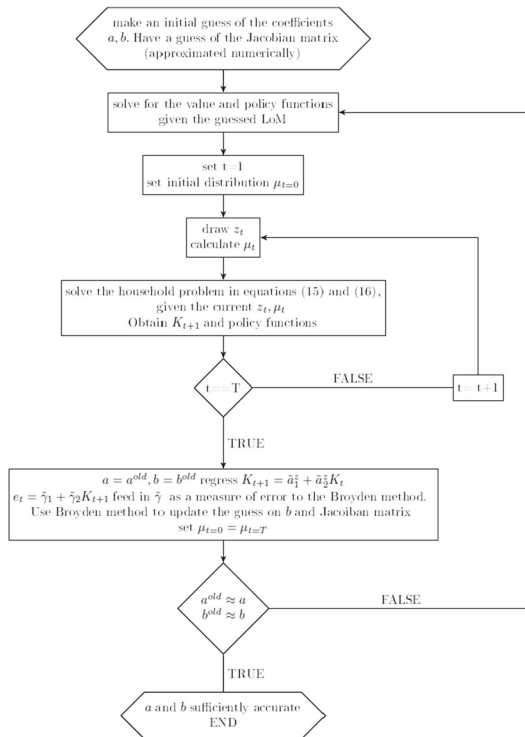 make an initial guess of the coefficients
a, b. Have a guess of the Jacobian matrix
(approximated numerically)
solve for the value and policy functions
given the guessed LoM
set t=1
set initial distribution μ_{t=0}
draw z_t
calculate μ_t
solve the household problem in equations (15) and (16),
given the current z_t, μ_t
Obtain K_{t+1} and policy functions
t==T
FALSE
t= t+1
TRUE
a = a^{old}, b = b^{old} regress K_{t+1} = ã_1^z + ã_2^z K_t
e_t = γ̃_1 + γ̃_2 K_{t+1} feed in γ̃ as a measure of error to the Broyden method.
Use Broyden method to update the guess on b and Jacoiban matrix
set μ_{t=0} = μ_{t=T}
a^{old} ≈ a
b^{old} ≈ b
FALSE
TRUE
a and b sufficiently accurate
END